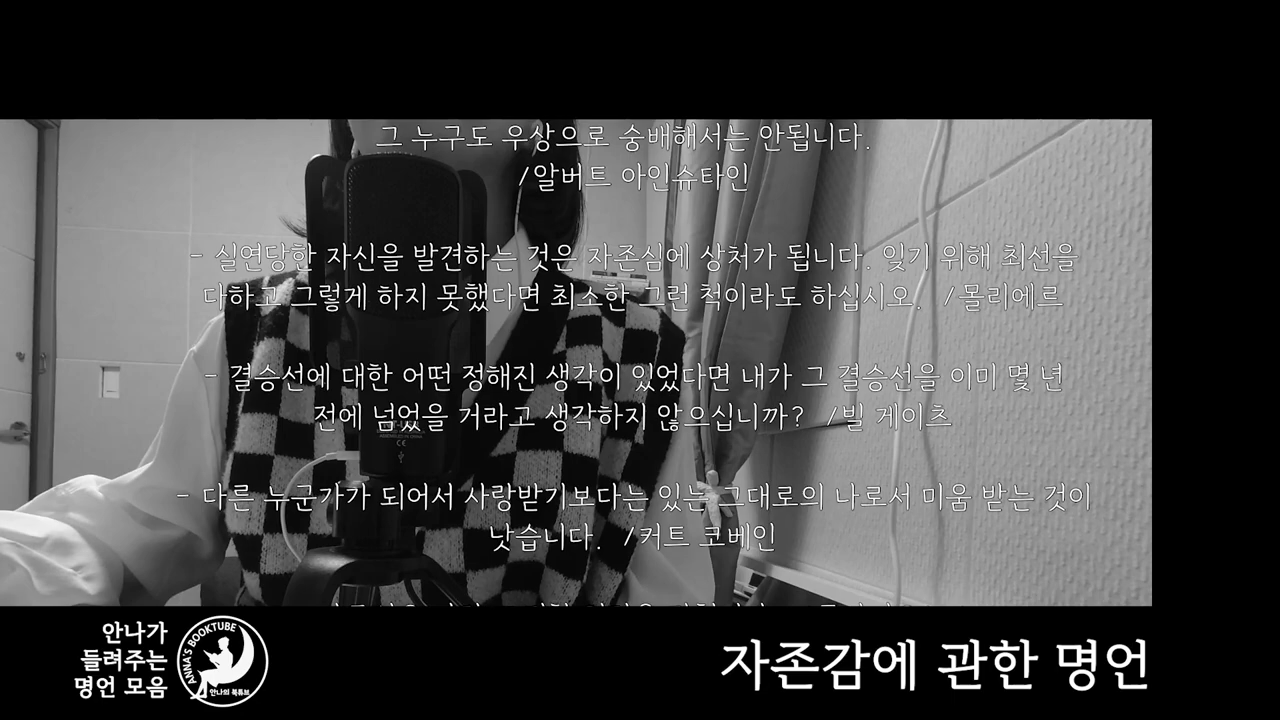 그 누구도 우상으로 숭배해서는 안됩니다.
/알버트 아인슈타인
- 실연당한 자신을 발견하는 것은 자존심에 상처가 됩니다. 잊기 위해 최선을
다하고 그렇게 하지 못했다면 최소한 그런 척이라도 하십시오. /몰리에르
- 결승선에 대한 어떤 정해진 생각이 있었다면 내가 그 결승선을 이미 몇 년
전에 넘었을 거라고 생각하지 않으십니까? /빌 게이츠
- 다른 누군가가 되어서 사랑받기보다는 있는 그대로의 나로서 미움 받는 것이
낫습니다. /커트 코베인
안나가
들려주는
명언 모음
ANNA'S BOOKTUBE
안나의 북튜브
자존감에 관한 명언